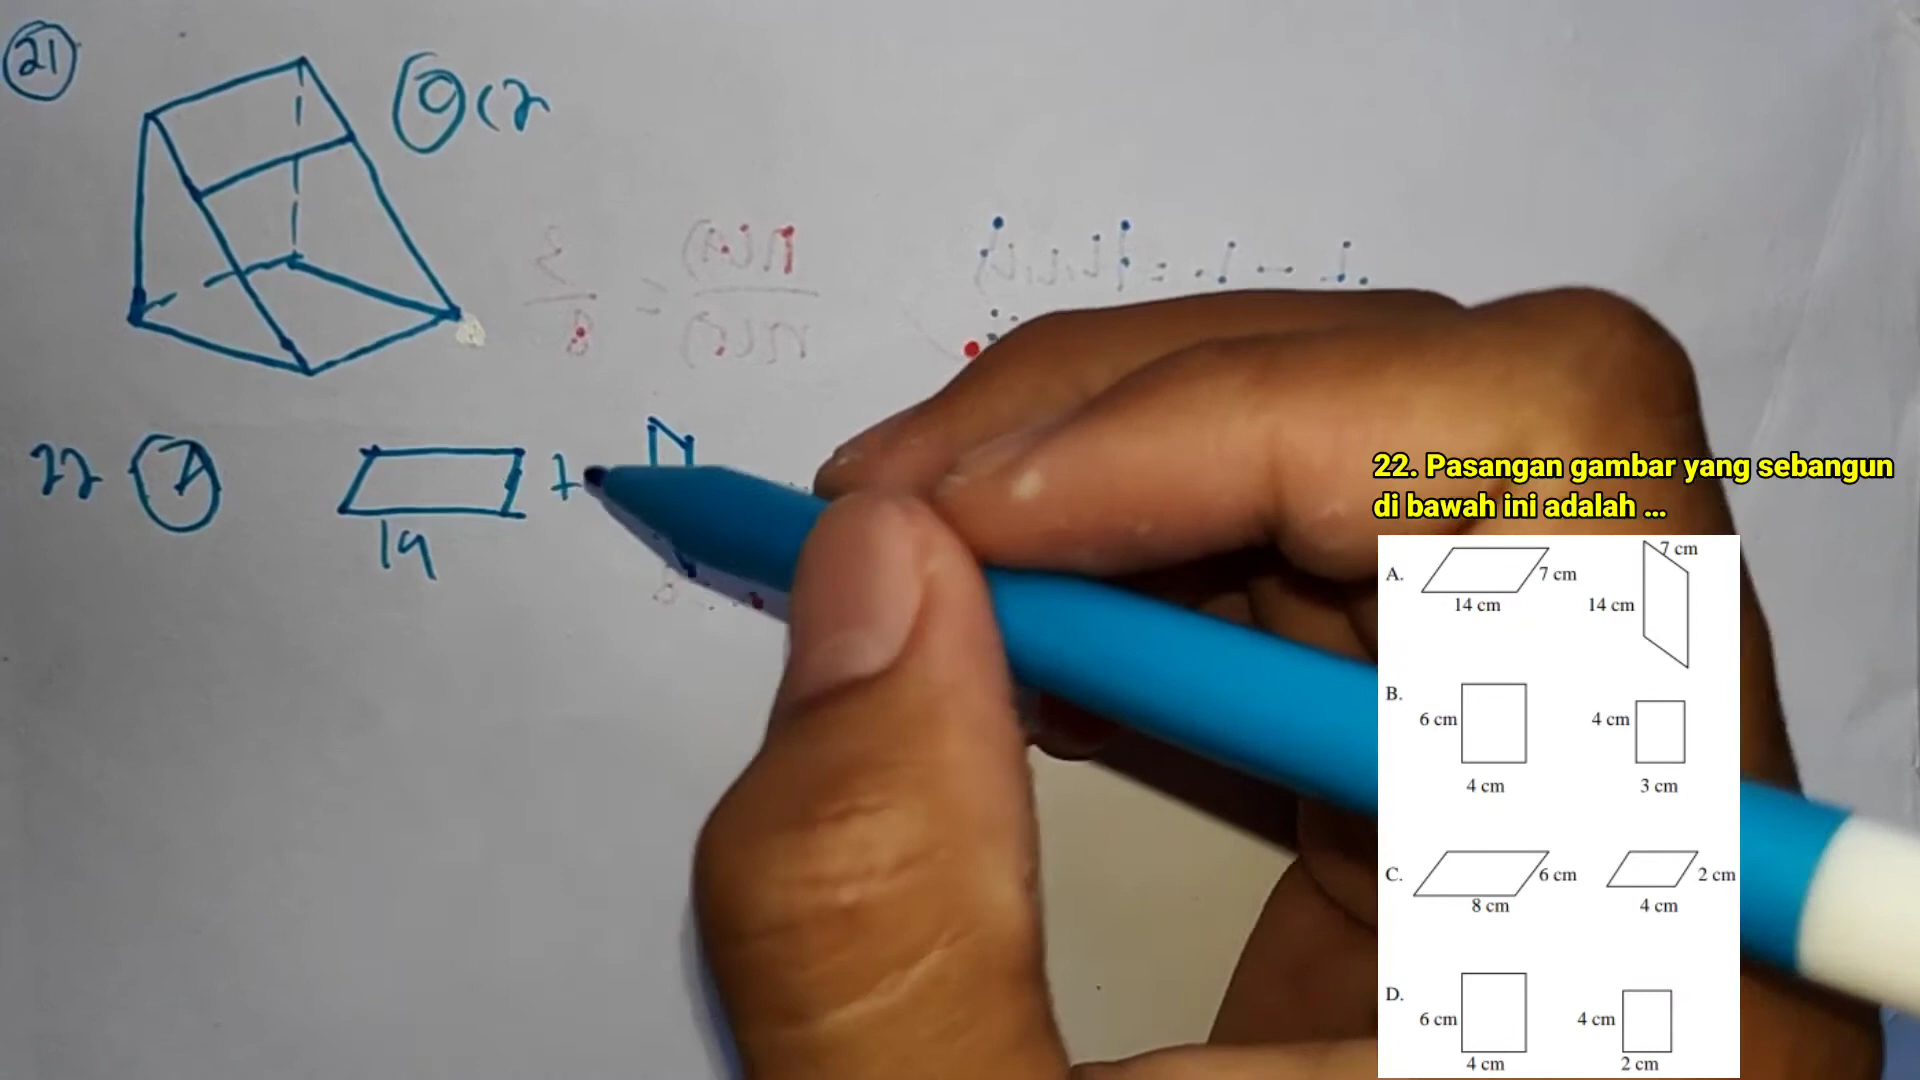 21
9 (2
22 A
14
7
22. Pasangan gambar yang sebangun
di bawah ini adalah ...
A.
7 cm
14 cm
7 cm
14 cm
B.
6 cm
4 cm
4 cm
3 cm
C.
6 cm
8 cm
2 cm
4 cm
D.
6 cm
4 cm
4 cm
2 cm